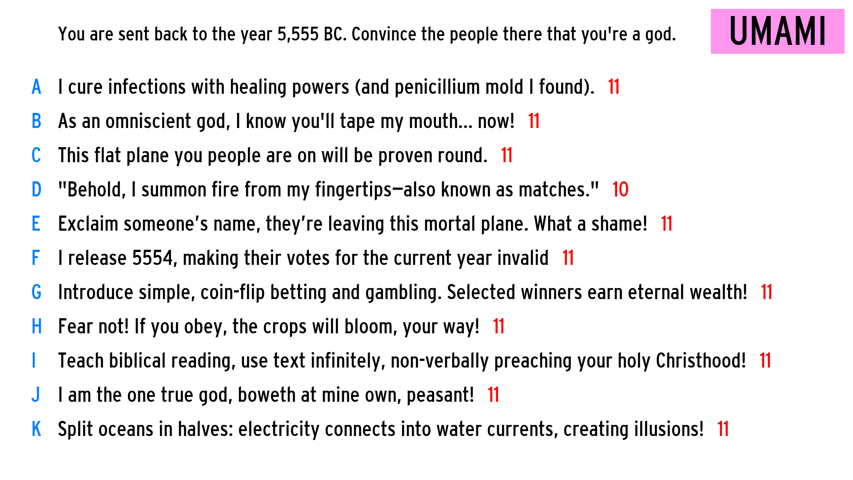 You are sent back to the year 5,555 BC. Convince the people there that you're a god.
UMAMI
A I cure infections with healing powers (and penicillium mold I found). 11
B As an omniscient god, I know you'll tape my mouth... now! 11
C This flat plane you people are on will be proven round. 11
D "Behold, I summon fire from my fingertips—also known as matches." 10
E Exclaim someone’s name, they’re leaving this mortal plane. What a shame! 11
F I release 5554, making their votes for the current year invalid 11
G Introduce simple, coin-flip betting and gambling. Selected winners earn eternal wealth! 11
H Fear not! If you obey, the crops will bloom, your way! 11
I Teach biblical reading, use text infinitely, non-verbally preaching your holy Christhood! 11
J I am the one true god, boweth at mine own, peasant! 11
K Split oceans in halves: electricity connects into water currents, creating illusions! 11